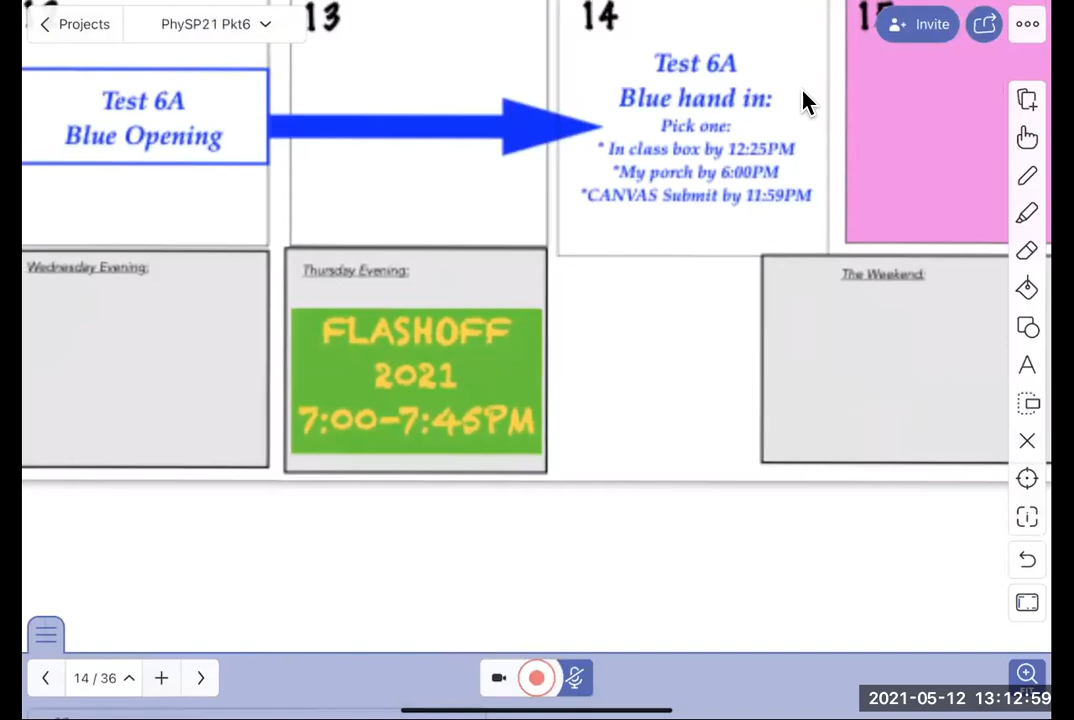 Projects
PhySP21 Pkt6
13
14
15
Invite
Test 6A
Blue Opening
Test 6A
Blue hand in:
Pick one:
* In class box by 12:25PM
*My porch by 6:00PM
*CANVAS Submit by 11:59PM
Wednesday Evening:
Thursday Evening:
The Weekend:
FLASHOFF
2021
7:00-7:45PM
14 / 36
2021-05-12 13:12:59